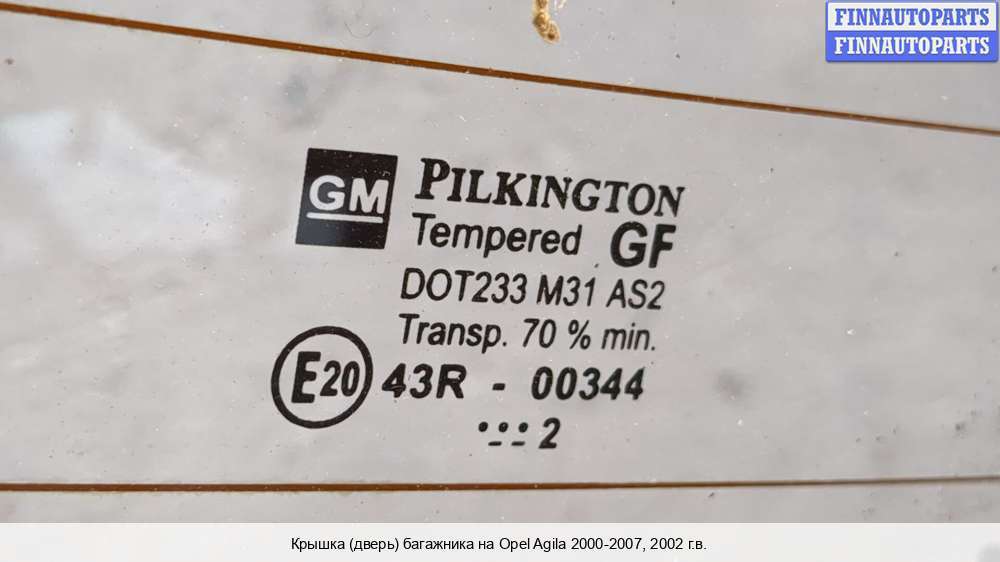 FINNAUTOPARTS
FINNAUTOPARTS
GM
PILKINGTON
Tempered GF
DOT233 M31 AS2
Transp. 70 % min.
E20 43R - 00344
... 2
Крышка (дверь) багажника на Opel Agila 2000-2007, 2002 г.в.